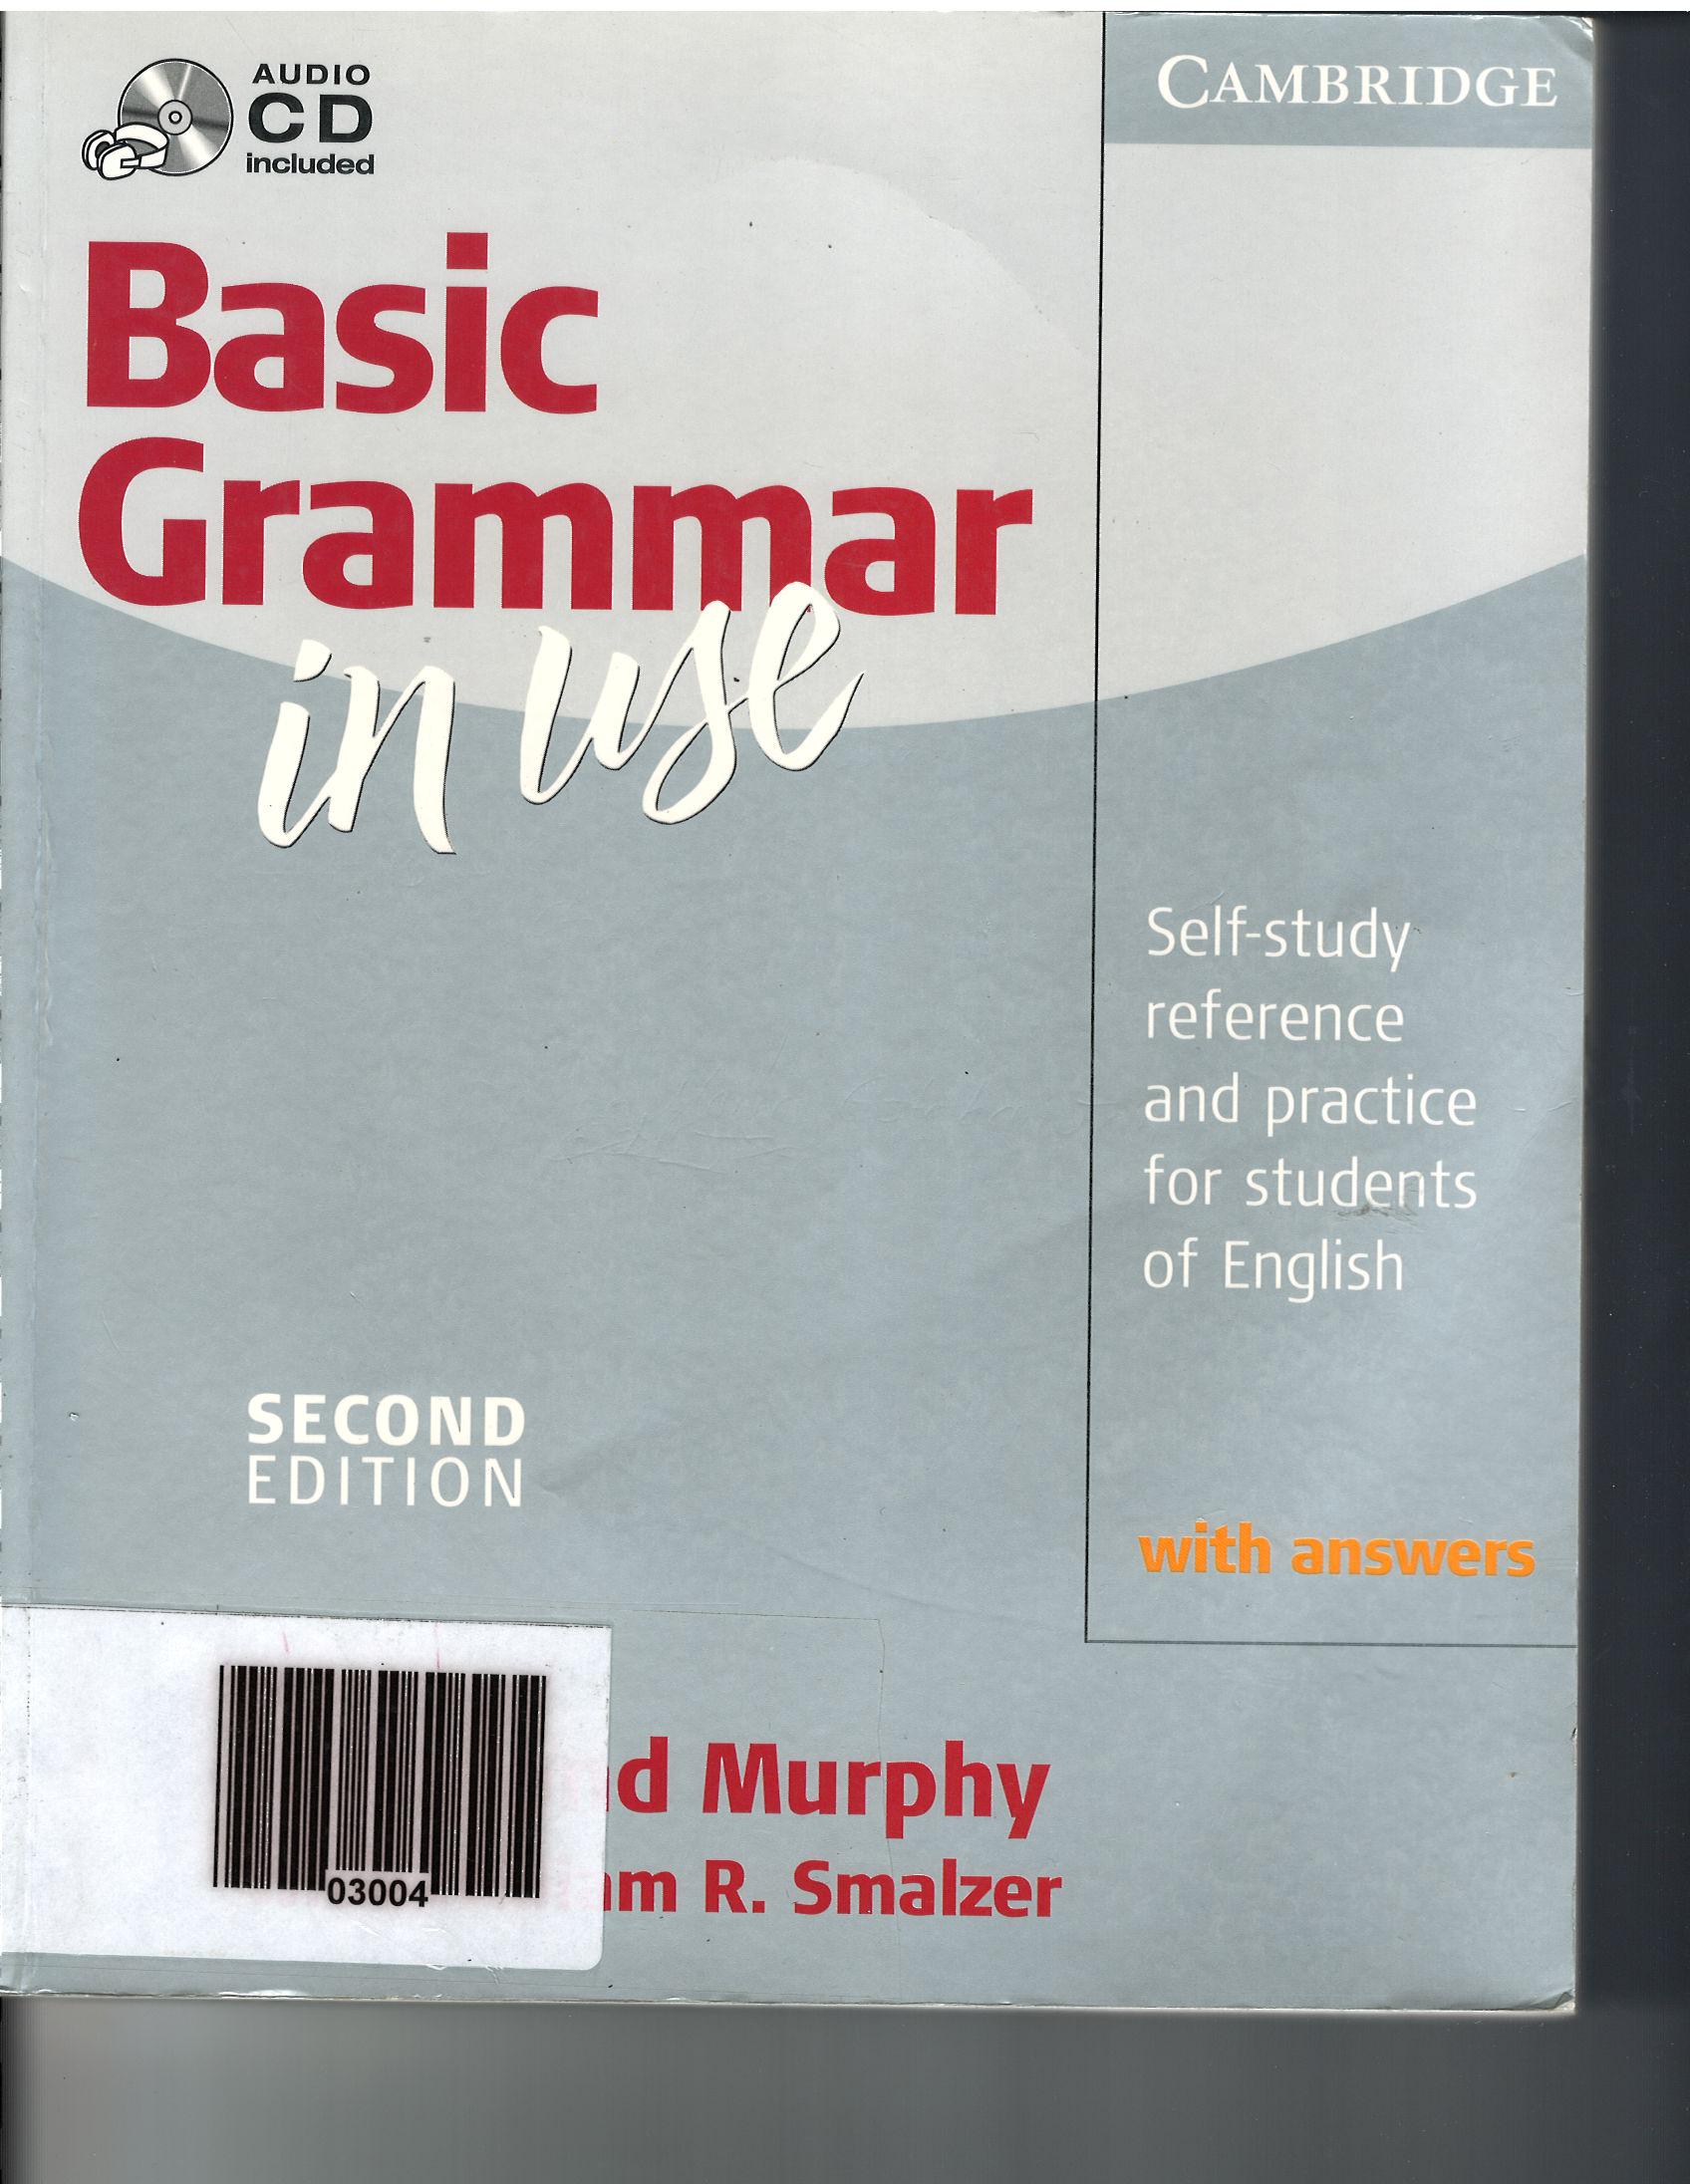 AUDIO
CD
included
CAMBRIDGE
Basic
Grammar
in use
Self-study
reference
and practice
for students
of English
SECOND
EDITION
with answers
Murphy
R. Smalzer
03004